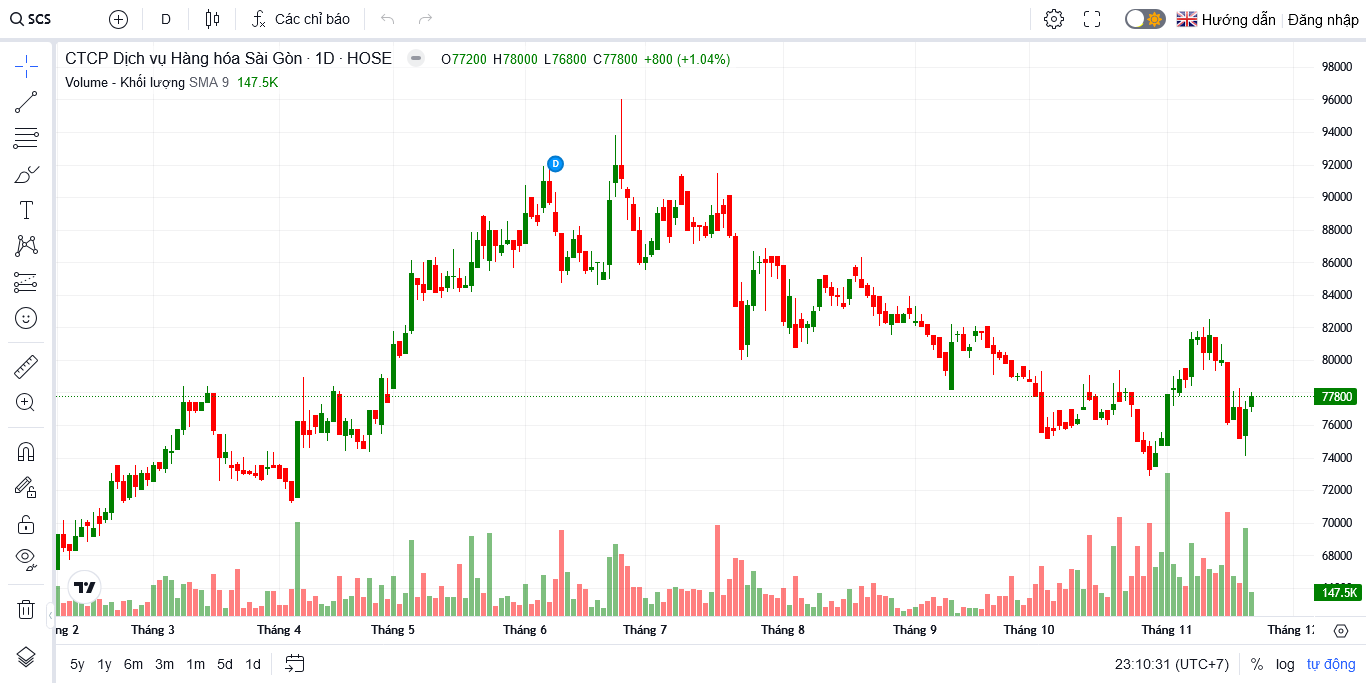 SCS D Các chỉ báo Hướng dẫn Đăng nhập
CTCP Dịch vụ Hàng hóa Sài Gòn · 1D · HOSE O77200 H78000 L76800 C77800 +800 (+1.04%)
Volume - Khối lượng SMA 9 147.5K
D
98000
96000
94000
92000
90000
88000
86000
84000
82000
80000
77800
76000
74000
72000
70000
68000
147.5K
ng 2 Tháng 3 Tháng 4 Tháng 5 Tháng 6 Tháng 7 Tháng 8 Tháng 9 Tháng 10 Tháng 11 Tháng 1
5y 1y 6m 3m 1m 5d 1d 23:10:31 (UTC+7) % log tự động